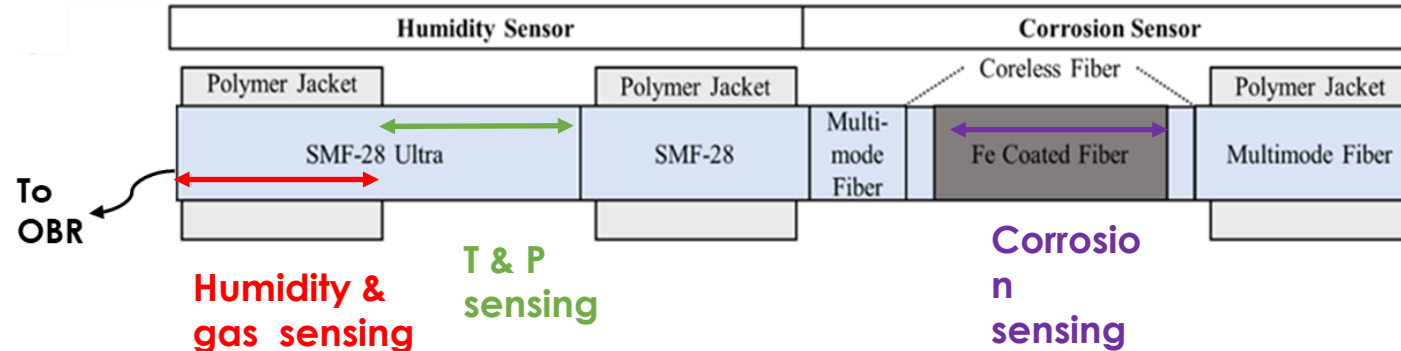 Humidity Sensor
Corrosion Sensor
Polymer Jacket
Polymer Jacket
Coreless Fiber
Polymer Jacket
SMF-28 Ultra
SMF-28
Multi-
mode
Fiber
Fe Coated Fiber
Multimode Fiber
To
OBR
Humidity &
gas sensing
T & P
sensing
Corrosio
n
sensing